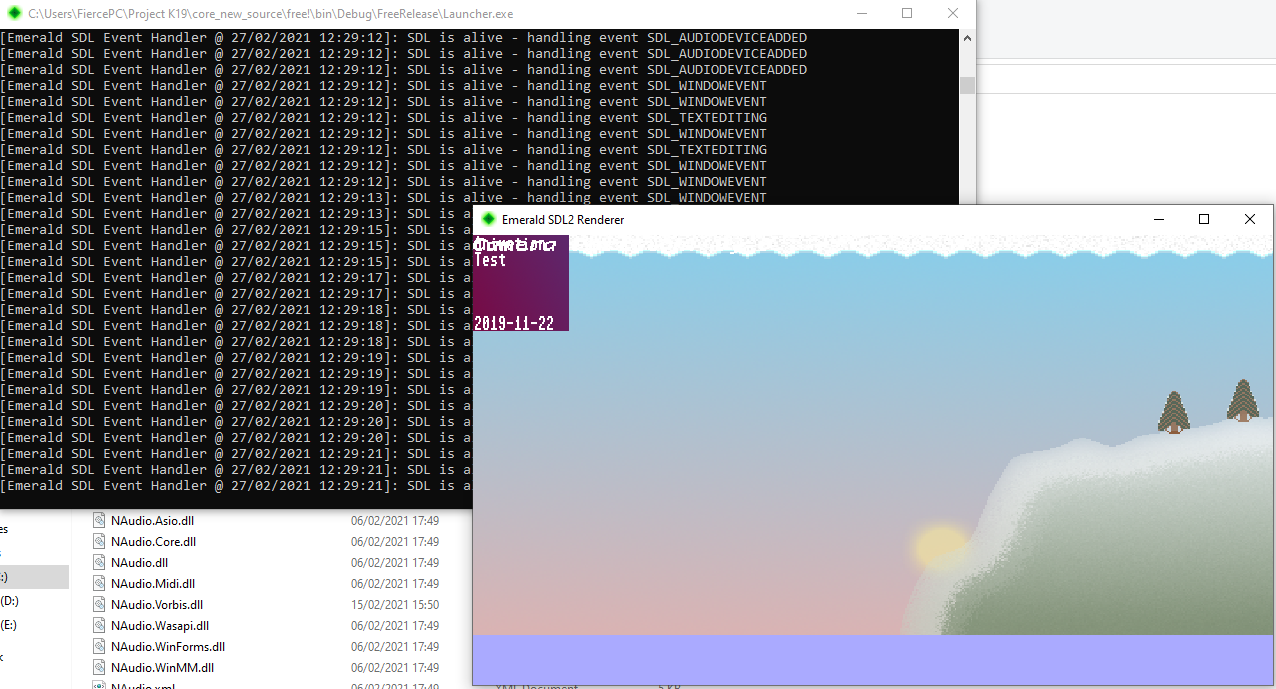 C:\Users\FiercePC\Project K19\core_new_source\free!\bin\Debug\FreeRelease\Launcher.exe
[Emerald SDL Event Handler @ 27/02/2021 12:29:12]: SDL is alive - handling event SDL_AUDIODEVICEADDED
[Emerald SDL Event Handler @ 27/02/2021 12:29:12]: SDL is alive - handling event SDL_AUDIODEVICEADDED
[Emerald SDL Event Handler @ 27/02/2021 12:29:12]: SDL is alive - handling event SDL_AUDIODEVICEADDED
[Emerald SDL Event Handler @ 27/02/2021 12:29:12]: SDL is alive - handling event SDL_WINDOWEVENT
[Emerald SDL Event Handler @ 27/02/2021 12:29:12]: SDL is alive - handling event SDL_WINDOWEVENT
[Emerald SDL Event Handler @ 27/02/2021 12:29:12]: SDL is alive - handling event SDL_TEXTEDITING
[Emerald SDL Event Handler @ 27/02/2021 12:29:12]: SDL is alive - handling event SDL_WINDOWEVENT
[Emerald SDL Event Handler @ 27/02/2021 12:29:12]: SDL is alive - handling event SDL_TEXTEDITING
[Emerald SDL Event Handler @ 27/02/2021 12:29:12]: SDL is alive - handling event SDL_WINDOWEVENT
[Emerald SDL Event Handler @ 27/02/2021 12:29:12]: SDL is alive - handling event SDL_WINDOWEVENT
[Emerald SDL Event Handler @ 27/02/2021 12:29:13]: SDL is alive - handling event SDL_WINDOWEVENT
[Emerald SDL Event Handler @ 27/02/2021 12:29:13]: SDL is a
[Emerald SDL Event Handler @ 27/02/2021 12:29:15]: SDL is a
[Emerald SDL Event Handler @ 27/02/2021 12:29:15]: SDL is a
[Emerald SDL Event Handler @ 27/02/2021 12:29:15]: SDL is a
[Emerald SDL Event Handler @ 27/02/2021 12:29:17]: SDL is a
[Emerald SDL Event Handler @ 27/02/2021 12:29:17]: SDL is a
[Emerald SDL Event Handler @ 27/02/2021 12:29:18]: SDL is a
[Emerald SDL Event Handler @ 27/02/2021 12:29:18]: SDL is a
[Emerald SDL Event Handler @ 27/02/2021 12:29:18]: SDL is a
[Emerald SDL Event Handler @ 27/02/2021 12:29:19]: SDL is a
[Emerald SDL Event Handler @ 27/02/2021 12:29:19]: SDL is a
[Emerald SDL Event Handler @ 27/02/2021 12:29:19]: SDL is a
[Emerald SDL Event Handler @ 27/02/2021 12:29:20]: SDL is a
[Emerald SDL Event Handler @ 27/02/2021 12:29:20]: SDL is a
[Emerald SDL Event Handler @ 27/02/2021 12:29:20]: SDL is a
[Emerald SDL Event Handler @ 27/02/2021 12:29:21]: SDL is a
[Emerald SDL Event Handler @ 27/02/2021 12:29:21]: SDL is a
[Emerald SDL Event Handler @ 27/02/2021 12:29:21]: SDL is a
Emerald SDL2 Renderer
Test
2019-11-22
es
:)
(D:)
(E:)
NAudio.Asio.dll 06/02/2021 17:49
NAudio.Core.dll 06/02/2021 17:49
NAudio.dll 06/02/2021 17:49
NAudio.Midi.dll 06/02/2021 17:49
NAudio.Vorbis.dll 15/02/2021 15:50
NAudio.Wasapi.dll 06/02/2021 17:49
NAudio.WinForms.dll 06/02/2021 17:49
NAudio.WinMM.dll 06/02/2021 17:49
NAudio.xml 06/02/2021 17:49 XML Document 5 KB